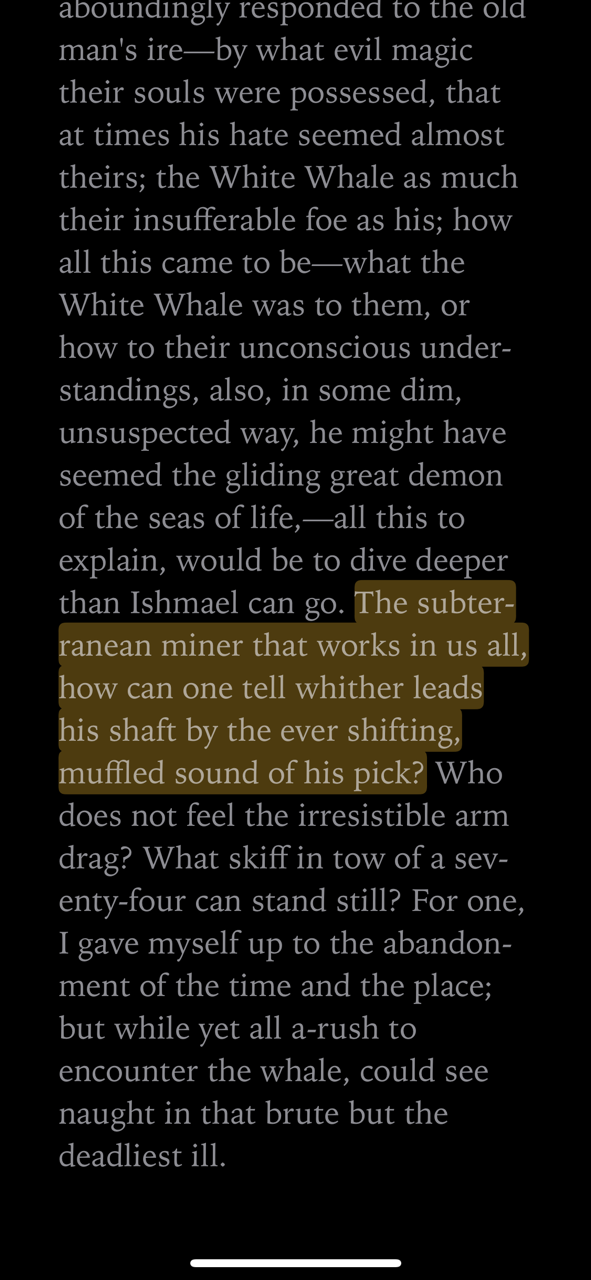 aboundingly responded to the old
man's ire—by what evil magic
their souls were possessed, that
at times his hate seemed almost
theirs; the White Whale as much
their insufferable foe as his; how
all this came to be—what the
White Whale was to them, or
how to their unconscious under-
standings, also, in some dim,
unsuspected way, he might have
seemed the gliding great demon
of the seas of life,—all this to
explain, would be to dive deeper
than Ishmael can go. The subter-
ranean miner that works in us all,
how can one tell whither leads
his shaft by the ever shifting,
muffled sound of his pick? Who
does not feel the irresistible arm
drag? What skiff in tow of a sev-
enty-four can stand still? For one,
I gave myself up to the abandon-
ment of the time and the place;
but while yet all a-rush to
encounter the whale, could see
naught in that brute but the
deadliest ill.